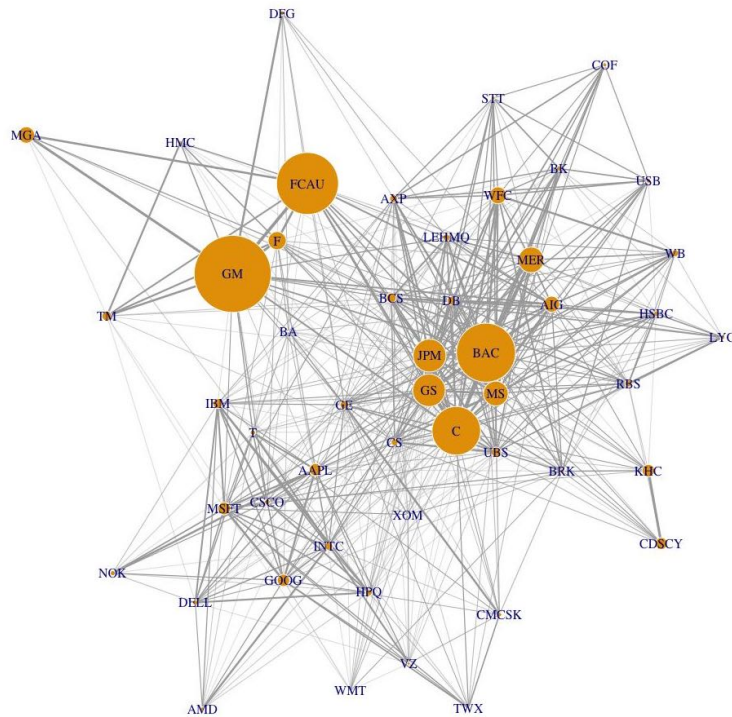 DFG
COF
STT
MGA
HMC
BK
FCAU
USB
AXP
WFC
F
LEHMQ
MER
WB
GM
BCS
DB
AIG
TM
HSBC
BA
LYG
JPM
BAC
RBS
GS
MS
IBM
GE
T
C
CS
UBS
AAPL
BRK
KHC
MSFT
CSCO
XOM
INTC
CDSCY
NOK
GOOG
DELL
HPQ
CMCSK
VZ
WMT
AMD
TWX